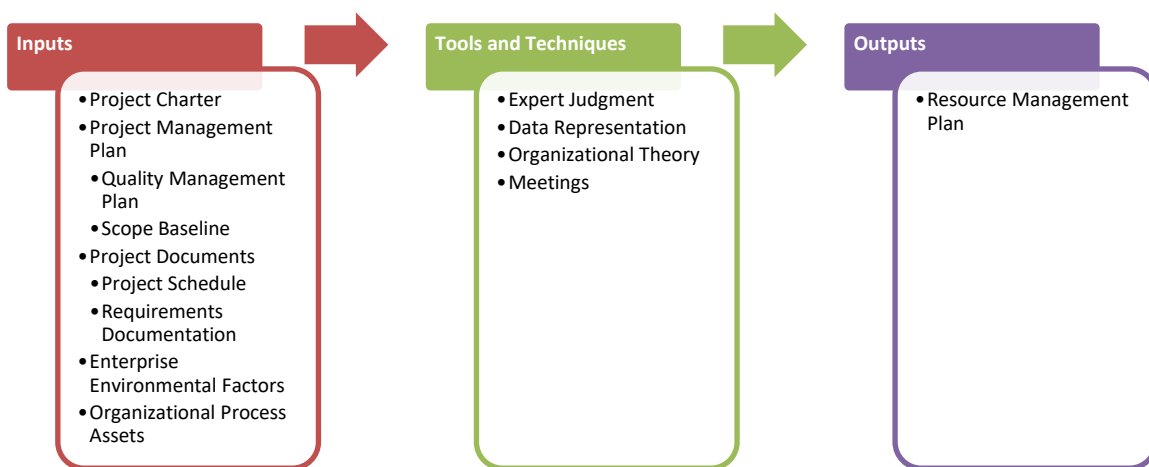 Inputs
•Project Charter
•Project Management
Plan
•Quality Management
Plan
•Scope Baseline
•Project Documents
•Project Schedule
•Requirements
Documentation
•Enterprise
Environmental Factors
•Organizational Process
Assets
Tools and Techniques
•Expert Judgment
•Data Representation
•Organizational Theory
•Meetings
Outputs
•Resource Management
Plan